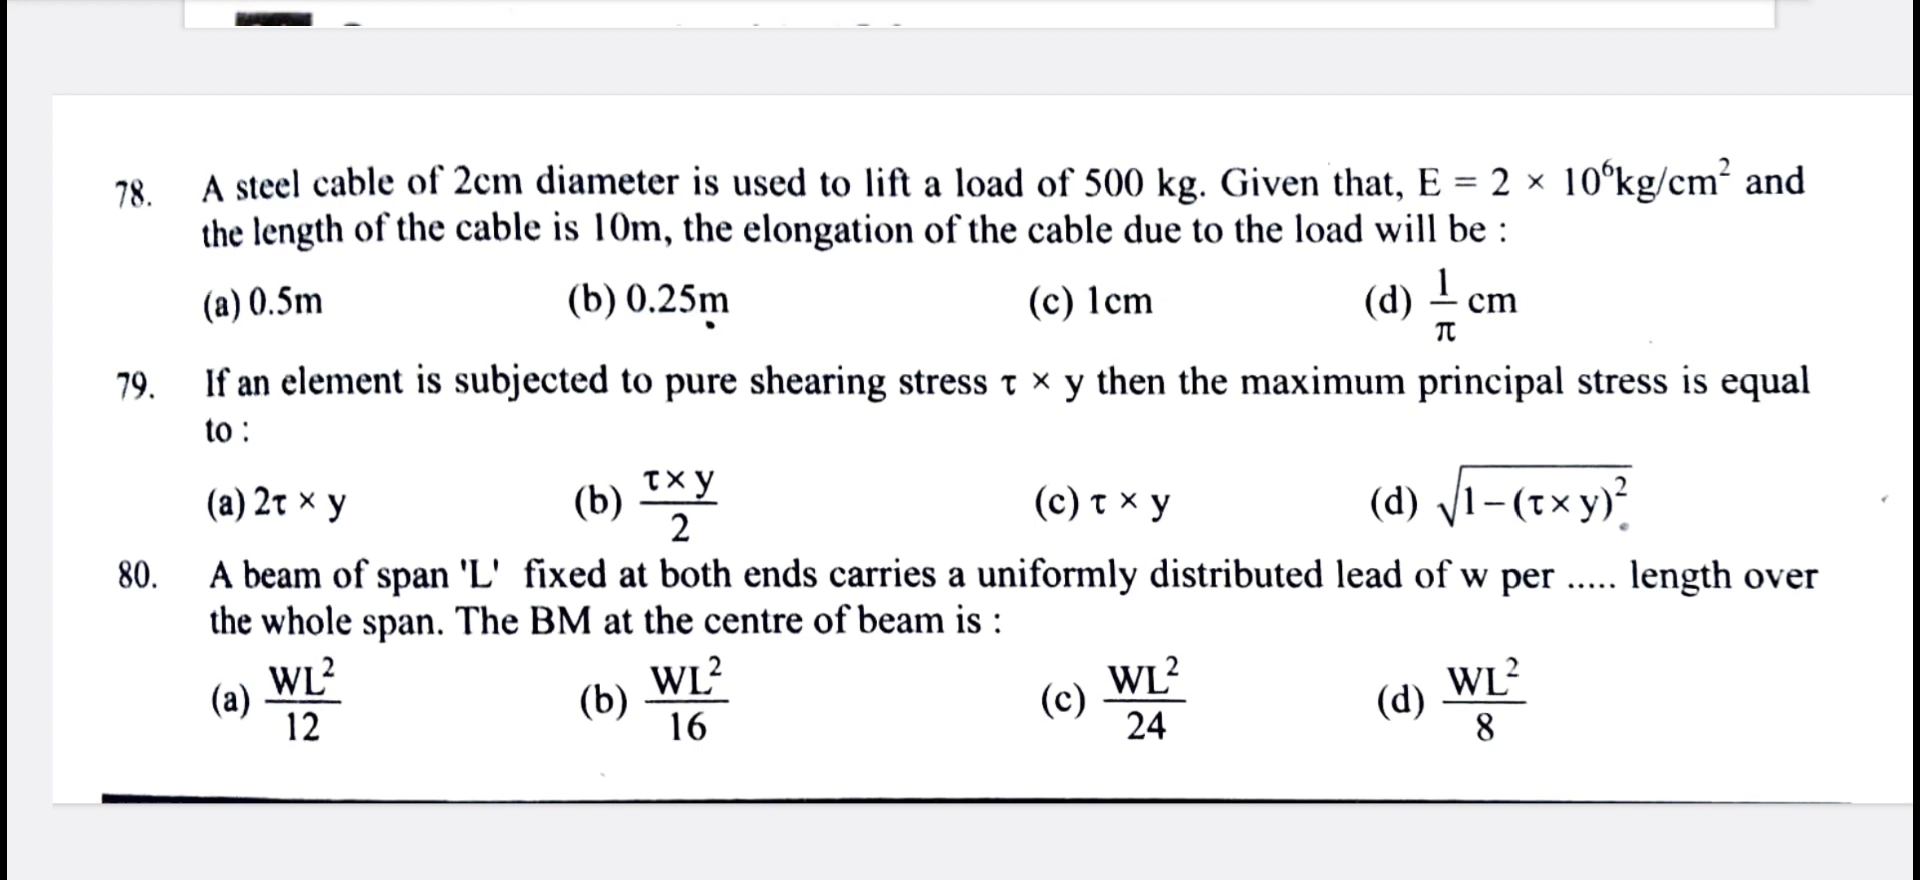 78. A steel cable of 2cm diameter is used to lift a load of 500 kg. Given that, E = 2 × 10⁶kg/cm² and
the length of the cable is 10m, the elongation of the cable due to the load will be :
(a) 0.5m (b) 0.25m (c) 1cm (d) 1/π cm
79. If an element is subjected to pure shearing stress τ × y then the maximum principal stress is equal
to :
(a) 2τ × y (b) τ×y/2 (c) τ × y (d) √1−(τ×y)²
80. A beam of span 'L' fixed at both ends carries a uniformly distributed lead of w per ..... length over
the whole span. The BM at the centre of beam is :
(a) WL²/12 (b) WL²/16 (c) WL²/24 (d) WL²/8